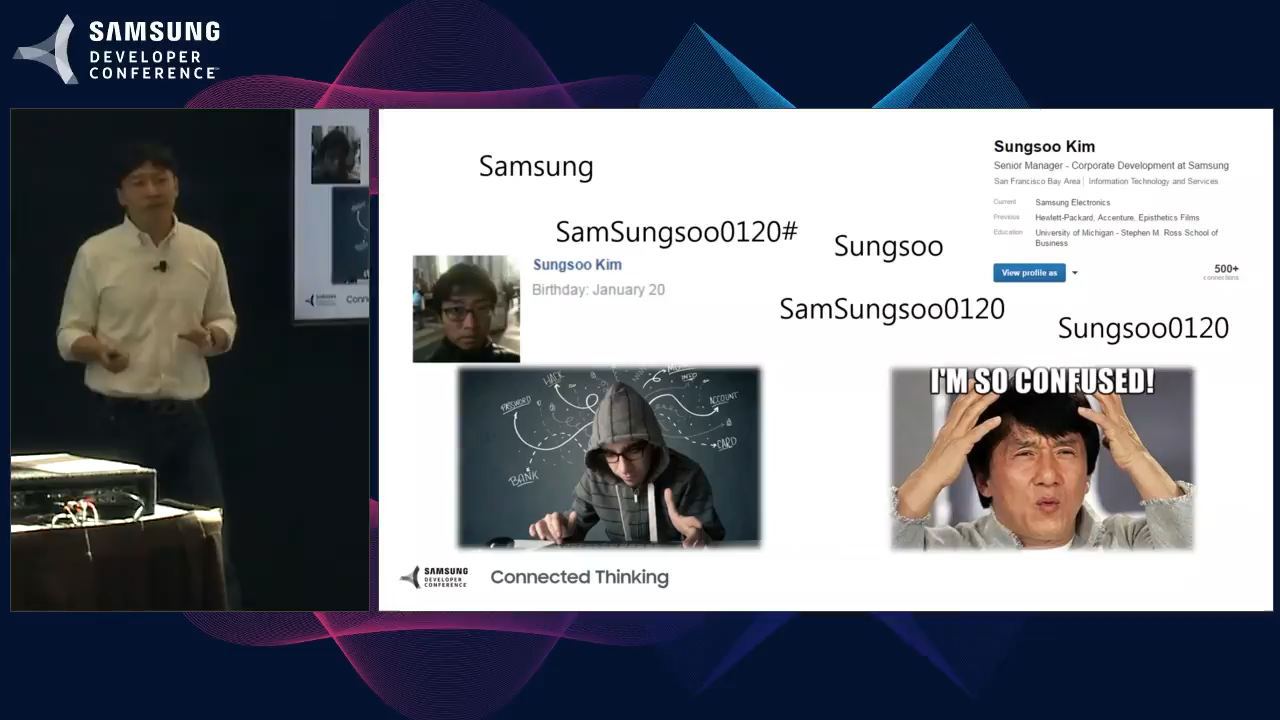 SAMSUNG
DEVELOPER
CONFERENCE
Samsung
SamSungsoo0120#
Sungsoo
Sungsoo Kim
Birthday: January 20
SamSungsoo0120
Sungsoo0120
Sungsoo Kim
Senior Manager - Corporate Development at Samsung
San Francisco Bay Area | Information Technology and Services
Current Samsung Electronics
Previous Hewlett-Packard, Accenture, Episthetics Films
Education University of Michigan - Stephen M. Ross School of
Business
View profile as
500+
connections
HACK
PASSWORD
ACCOUNT
CARD
BANK
I'M SO CONFUSED!
SAMSUNG
DEVELOPER
CONFERENCE
Connected Thinking